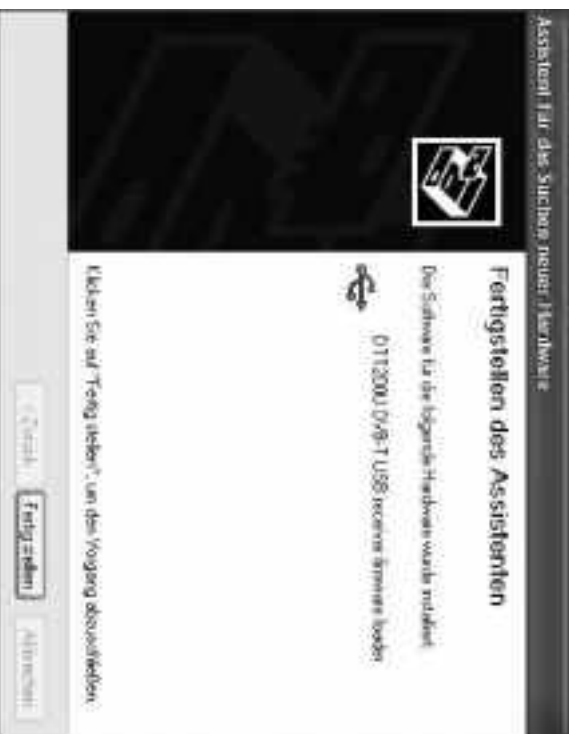 Assistent für das Suchen neuer Hardware
Fertigstellen des Assistenten
Die Software für die folgende Hardware wurde installiert:
DTT200U DVB-T USB receiver firmware loader
Klicken Sie auf "Fertig stellen", um den Vorgang abzuschließen.
< Zurück
Fertig stellen
Abbrechen